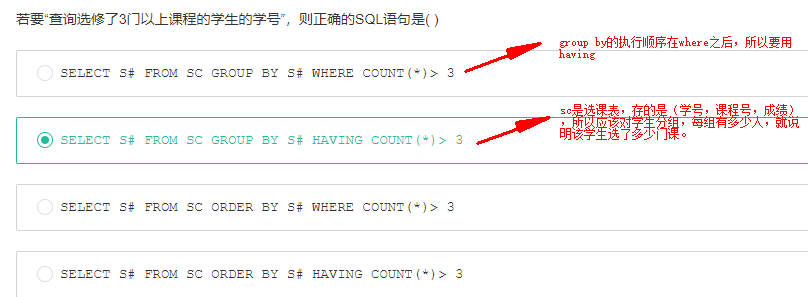 若要“查询选修了3门以上课程的学生的学号”，则正确的SQL语句是( )
SELECT S# FROM SC GROUP BY S# WHERE COUNT(*)> 3
group by的执行顺序在where之后，所以要用
having
SELECT S# FROM SC GROUP BY S# HAVING COUNT(*)> 3
sc是选课表，存的是（学号，课程号，成绩）
，所以应该对学生分组，每组有多少人，就说
明该学生选了多少门课。
SELECT S# FROM SC ORDER BY S# WHERE COUNT(*)> 3
SELECT S# FROM SC ORDER BY S# HAVING COUNT(*)> 3